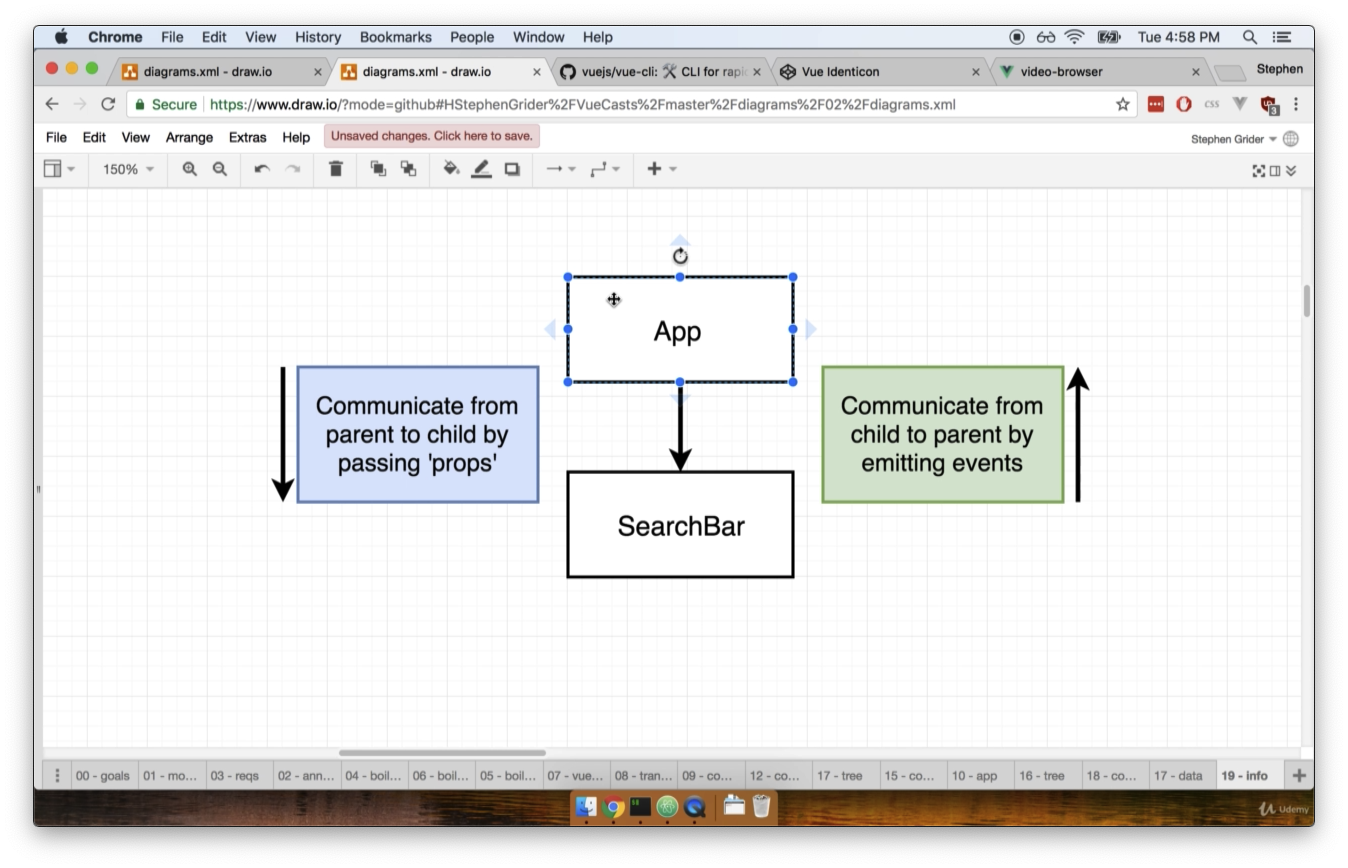 Chrome File Edit View History Bookmarks People Window Help Tue 4:58 PM
diagrams.xml - draw.io diagrams.xml - draw.io vuejs/vue-cli: 🛠 CLI for rapi Vue Identicon video-browser Stephen
Secure https://www.draw.io/?mode=github#HStephenGrider%2FVueCasts%2Fmaster%2Fdiagrams%2F02%2Fdiagrams.xml css 3
File Edit View Arrange Extras Help Unsaved changes. Click here to save. Stephen Grider
150%
App
Communicate from
parent to child by
passing 'props'
Communicate from
child to parent by
emitting events
SearchBar
00 - goals 01 - mo... 03 - reqs 02 - ann... 04 - boil... 06 - boil... 05 - boil... 07 - vue... 08 - tran... 09 - co... 12 - co... 17 - tree 15 - co... 10 - app 16 - tree 18 - co... 17 - data 19 - info
Udemy